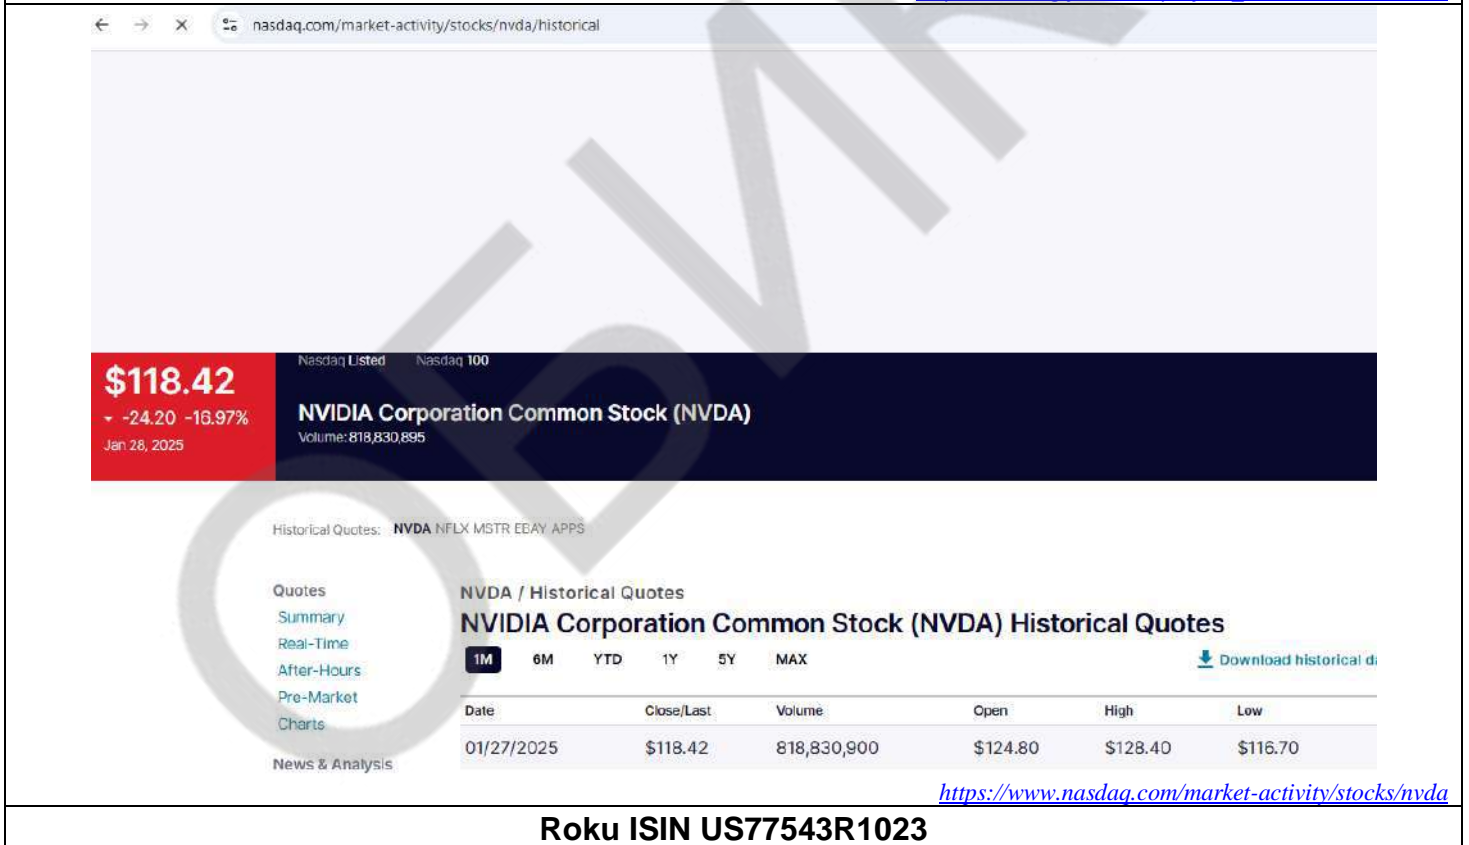 nasdaq.com/market-activity/stocks/nvda/historical
$118.42
-24.20 -16.97%
Jan 28, 2025
Nasdaq Listed Nasdaq 100
NVIDIA Corporation Common Stock (NVDA)
Volume: 818,830,895
Historical Quotes: NVDA NFLX MSTR EBAY APPS
Quotes
Summary
Real-Time
After-Hours
Pre-Market
Charts
News & Analysis
NVDA / Historical Quotes
NVIDIA Corporation Common Stock (NVDA) Historical Quotes
1M 6M YTD 1Y 5Y MAX
Download historical
Date Close/Last Volume Open High Low
01/27/2025 $118.42 818,830,900 $124.80 $128.40 $116.70
https://www.nasdaq.com/market-activity/stocks/nvda
Roku ISIN US77543R1023